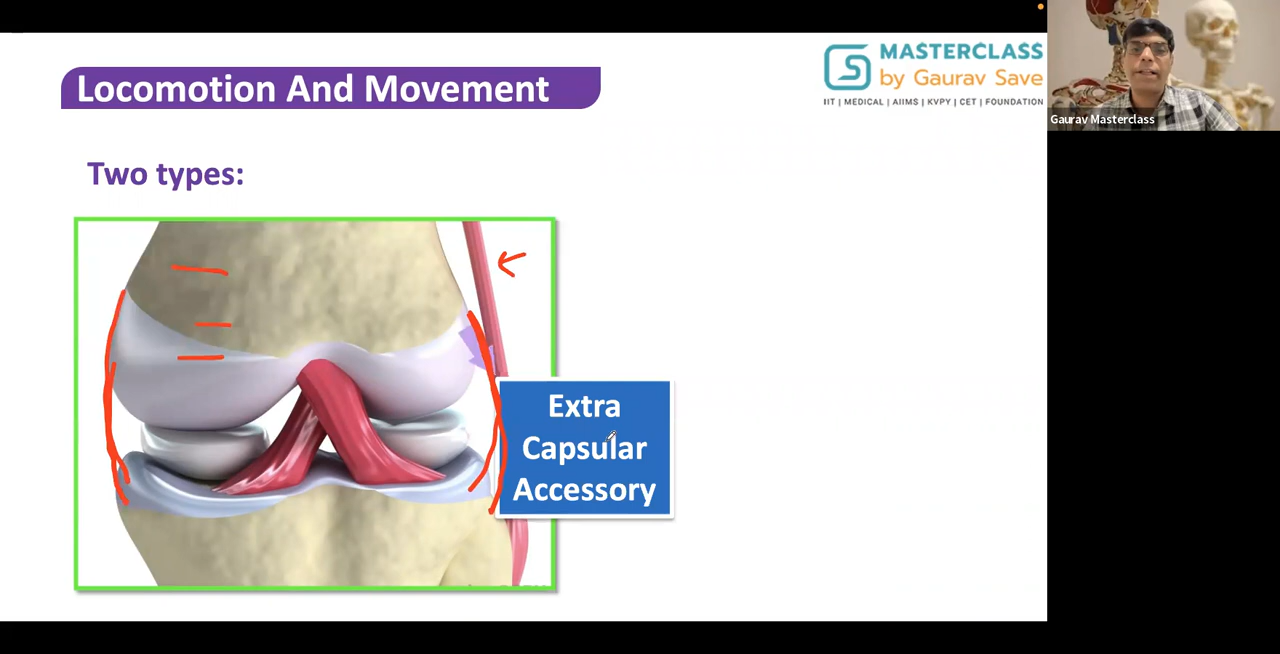 Locomotion And Movement
MASTERCLASS
by Gaurav Save
IIT | MEDICAL | AIIMS | KVPY | CET | FOUNDATION
Gaurav Masterclass
Two types:
Extra
Capsular
Accessory